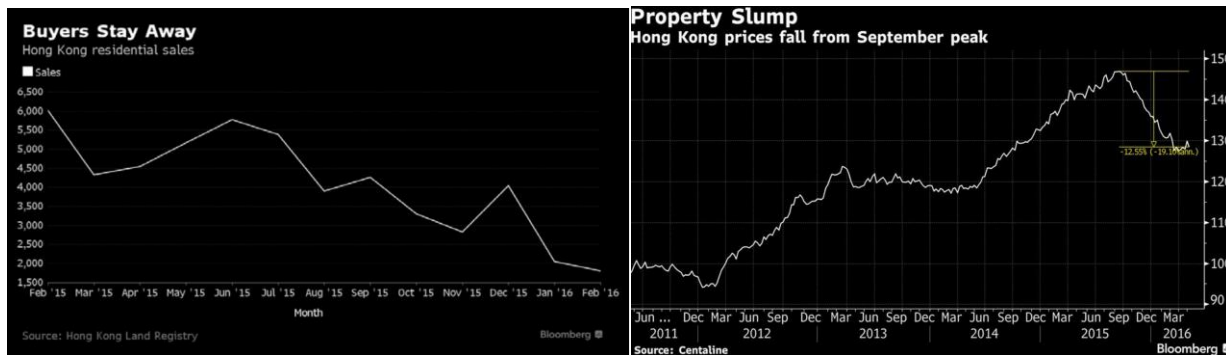 Buyers Stay Away
Hong Kong residential sales
Sales
6,500
6,000
5,500
5,000
4,500
4,000
3,500
3,000
2,500
2,000
1,500
Feb '15 Mar '15 Apr '15 May '15 Jun '15 Jul '15 Aug '15 Sep '15 Oct '15 Nov '15 Dec '15 Jan '16 Feb '16
Month
Source: Hong Kong Land Registry
Bloomberg
Property Slump
Hong Kong prices fall from September peak
150
140
130
-12.55%
120
110
100
90
Jun ... Dec Mar Jun Sep Dec Mar Jun Sep Dec Mar Jun Sep Dec Mar Jun Sep Dec Mar
2011 2012 2013 2014 2015 2016
Source: Centaline
Bloomberg